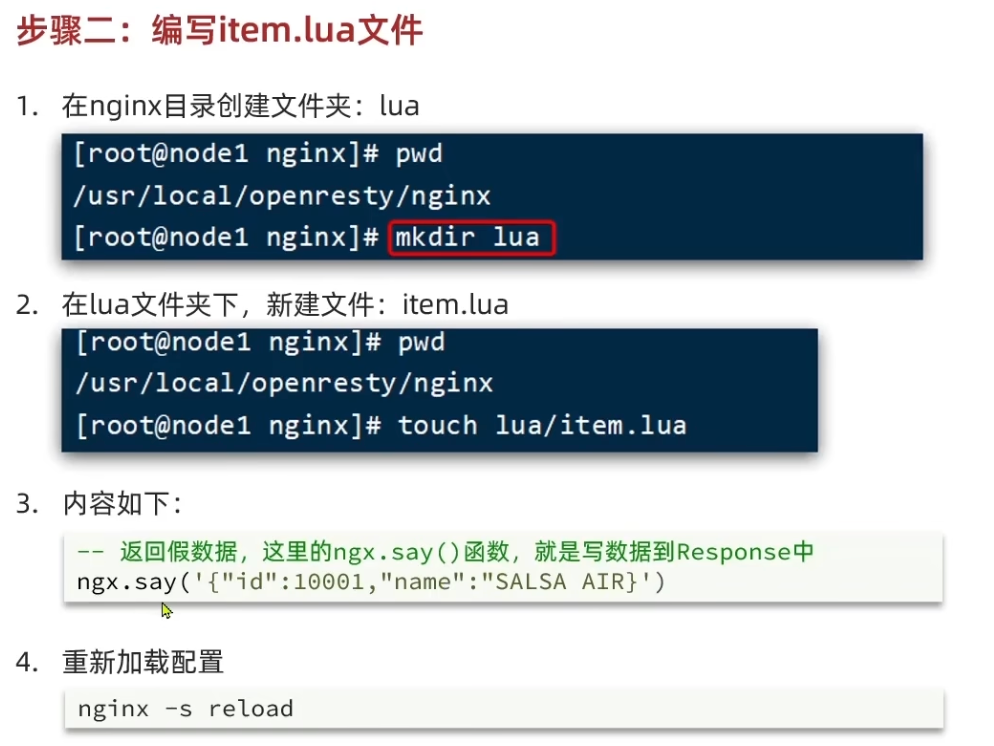 步骤二：编写item.lua文件
1. 在nginx目录创建文件夹：lua
[root@node1 nginx]# pwd
/usr/local/openresty/nginx
[root@node1 nginx]# mkdir lua
2. 在lua文件夹下，新建文件：item.lua
[root@node1 nginx]# pwd
/usr/local/openresty/nginx
[root@node1 nginx]# touch lua/item.lua
3. 内容如下：
-- 返回假数据，这里的ngx.say()函数，就是写数据到Response中
ngx.say('{"id":10001,"name":"SALSA AIR}')
4. 重新加载配置
nginx -s reload